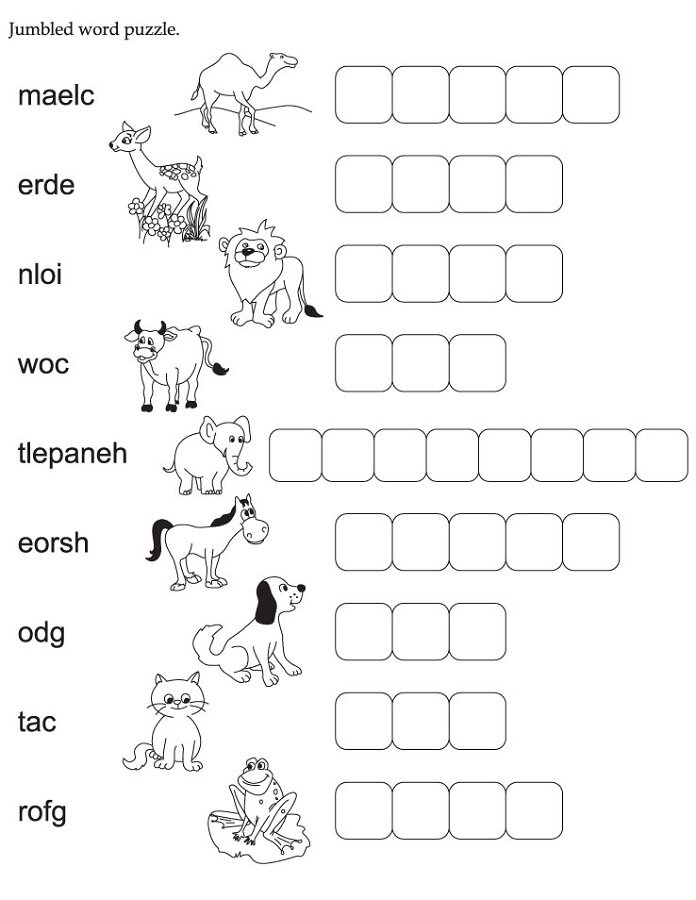 Jumbled word puzzle.
maelc
erde
nloi
woc
tlepaneh
eorsh
odg
tac
rofg